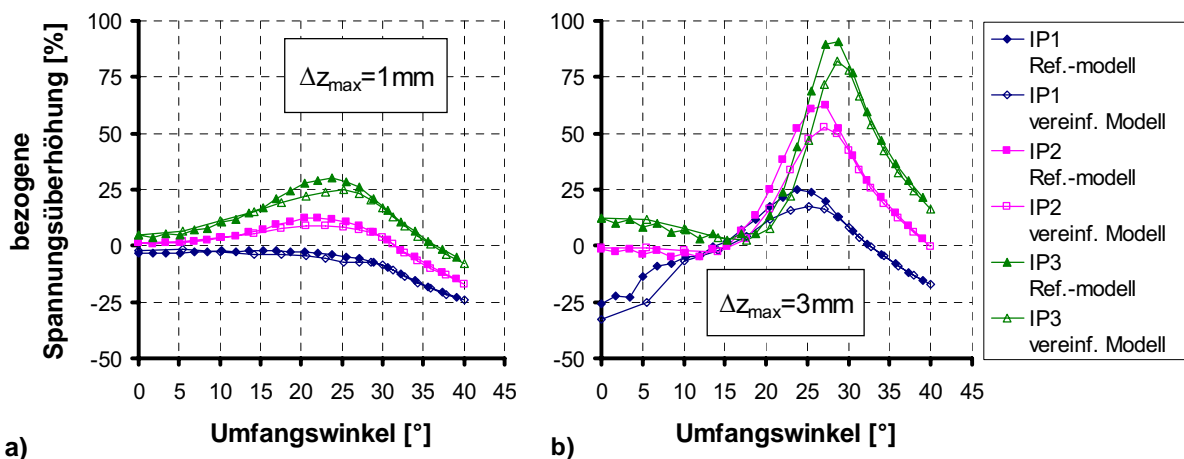 bezogene
Spannungsüberhöhung [%]
100
75
50
25
0
-25
-50
Δzmax=1mm
0 5 10 15 20 25 30 35 40 45
a)
Umfangswinkel [°]
100
75
50
25
0
-25
-50
Δzmax=3mm
0 5 10 15 20 25 30 35 40 45
b)
Umfangswinkel [°]
IP1
Ref.-modell
IP1
vereinf. Modell
IP2
Ref.-modell
IP2
vereinf. Modell
IP3
Ref.-modell
IP3
vereinf. Modell